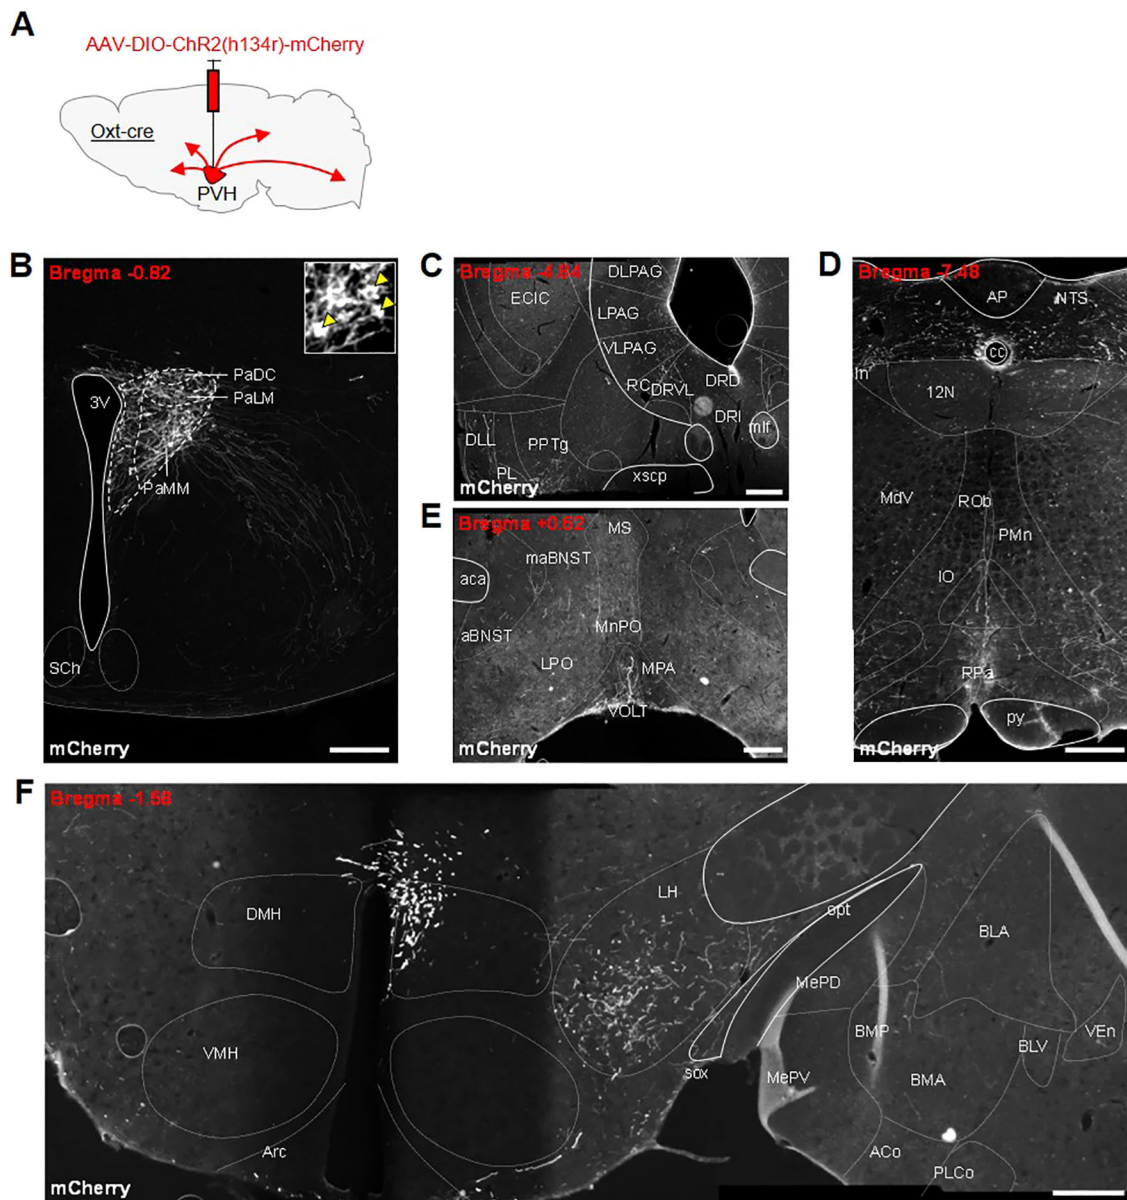 A
AAV-DIO-ChR2(h134r)-mCherry
Oxt-cre
PVH
B
Bregma -0.82
PaDC
PaLM
3V
PaMM
SCh
mCherry
C
Bregma -4.84
DLPAG
ECIC
LPAG
VLPAG
RC
DRVL
DRD
DRI
mlf
DLL
PPTg
PL
xscp
mCherry
D
Bregma -7.48
AP
NTS
cc
In
12N
MdV
ROb
PMn
IO
RPa
py
mCherry
E
Bregma +0.62
MS
maBNST
aca
MnPO
aBNST
LPO
MPA
VOLT
mCherry
F
Bregma -1.58
DMH
LH
opt
BLA
MePD
BMP
VEn
VMH
BLV
sox
MePV
BMA
Arc
ACo
PLCo
mCherry